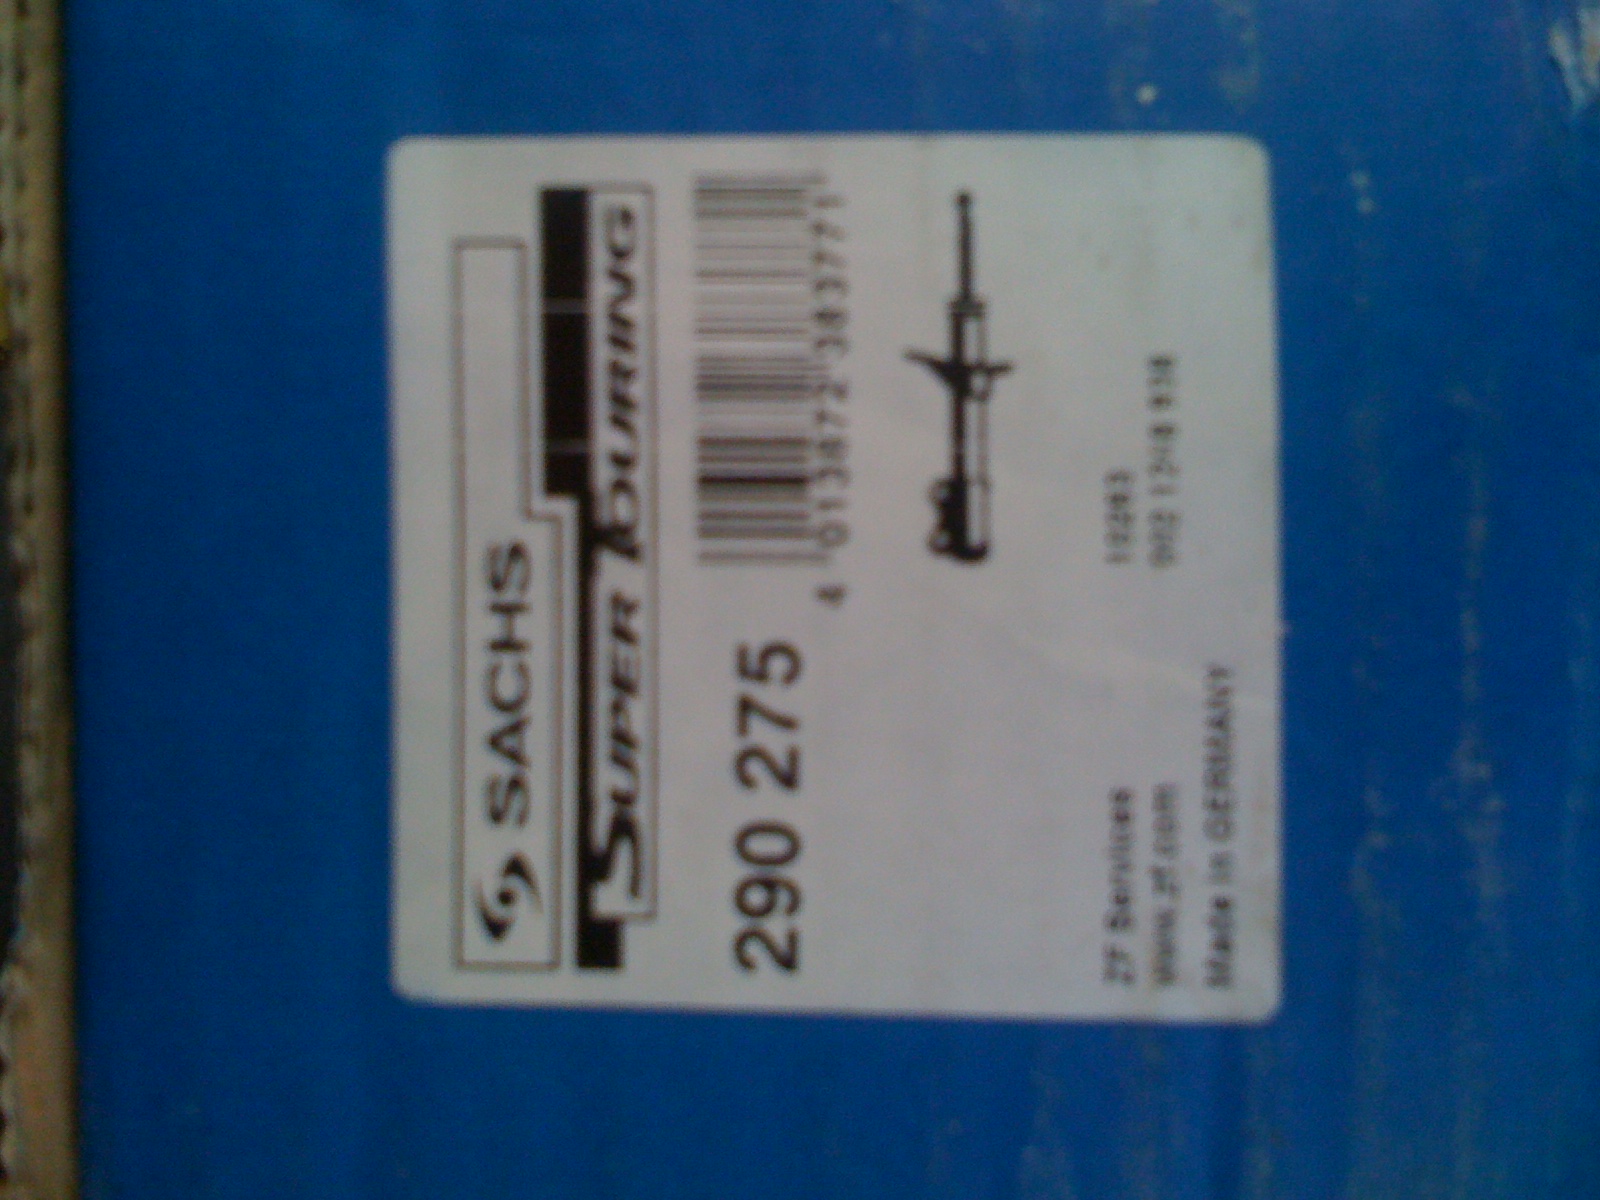 SACHS
SUPER TOURING
290 275
4 013872 383771
ZF Services
www.zf.com
Made in GERMANY